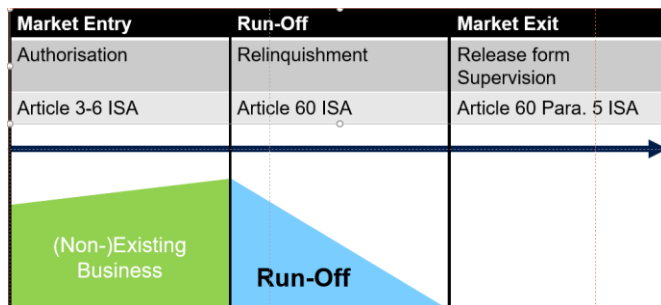 Market Entry Run-Off Market Exit
Authorisation Relinquishment Release form
Supervision
Article 3-6 ISA Article 60 ISA Article 60 Para. 5 ISA
(Non-)Existing
Business
Run-Off